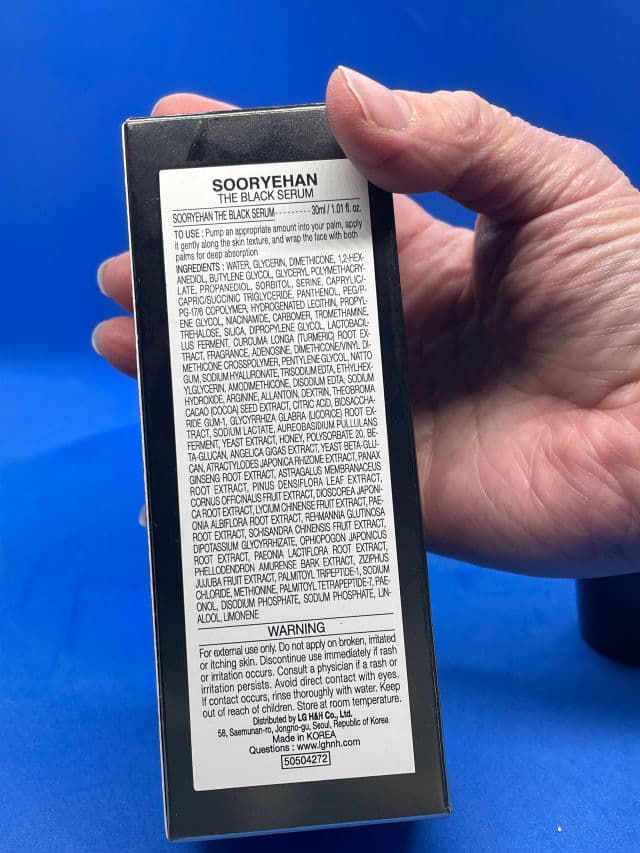 SOORYEHAN
THE BLACK SERUM
SOORYEHAN THE BLACK SERUM---------- 30ml / 1.01 fl. oz.
TO USE : Pump an appropriate amount into your palm, apply
it gently along the skin texture, and wrap the face with both
palms for deep absorption
INGREDIENTS : WATER, GLYCERIN, DIMETHICONE, 1,2-HEX-
ANEDIOL, BUTYLENE GLYCOL, GLYCERYL POLYMETHACRY-
LATE, PROPANEDIOL, SORBITOL, SERINE, CAPRYLIC/-
CAPRIC/SUCCINIC TRIGLYCERIDE, PANTHENOL, PEG/P-
PG-17/6 COPOLYMER, HYDROGENATED LECITHIN, PROPYL-
ENE GLYCOL, NIACINAMIDE, CARBOMER, TROMETHAMINE,
TREHALOSE, SILICA, DIPROPYLENE GLYCOL, LACTOBACIL-
LUS FERMENT, CURCUMA LONGA (TURMERIC) ROOT EX-
TRACT, FRAGRANCE, ADENOSINE, DIMETHICONE/VINYL DI-
METHICONE CROSSPOLYMER, PENTYLENE GLYCOL, NATTO
GUM, SODIUM HYALURONATE, TRISODIUM EDTA, ETHYLHEX-
YLGLYCERIN, AMODIMETHICONE, DISODIUM EDTA, SODIUM
HYDROXIDE, ARGININE, ALLANTOIN, DEXTRIN, THEOBROMA
CACAO (COCOA) SEED EXTRACT, CITRIC ACID, BIOSACCHA-
RIDE GUM-1, GLYCYRRHIZA GLABRA (LICORICE) ROOT EX-
TRACT, SODIUM LACTATE, AUREOBASIDIUM PULLULANS
FERMENT, YEAST EXTRACT, HONEY, POLYSORBATE 20, BE-
TA-GLUCAN, ANGELICA GIGAS EXTRACT, YEAST BETA-GLU-
CAN, ATRACTYLODES JAPONICA RHIZOME EXTRACT, PANAX
GINSENG ROOT EXTRACT, ASTRAGALUS MEMBRANACEUS
ROOT EXTRACT, PINUS DENSIFLORA LEAF EXTRACT,
CORNUS OFFICINALIS FRUIT EXTRACT, DIOSCOREA JAPONI-
CA ROOT EXTRACT, LYCIUM CHINENSE FRUIT EXTRACT, PAE-
ONIA ALBIFLORA ROOT EXTRACT, REHMANNIA GLUTINOSA
ROOT EXTRACT, SCHISANDRA CHINENSIS FRUIT EXTRACT,
DIPOTASSIUM GLYCYRRHIZATE, OPHIOPOGON JAPONICUS
ROOT EXTRACT, PAEONIA LACTIFLORA ROOT EXTRACT,
PHELLODENDRON AMURENSE BARK EXTRACT, ZIZIPHUS
JUJUBA FRUIT EXTRACT, PALMITOYL TRIPEPTIDE-1, SODIUM
CHLORIDE, METHIONINE, PALMITOYL TETRAPEPTIDE-7, PAE-
ONOL, DISODIUM PHOSPHATE, SODIUM PHOSPHATE, LIN-
ALOOL, LIMONENE
WARNING
For external use only. Do not apply on broken, irritated
or itching skin. Discontinue use immediately if rash
or irritation occurs. Consult a physician if a rash or
irritation persists. Avoid direct contact with eyes.
If contact occurs, rinse thoroughly with water. Keep
out of reach of children. Store at room temperature.
Distributed by LG H&H Co., Ltd.
58, Saemunan-ro, Jongno-gu, Seoul, Republic of Korea
Made in KOREA
Questions : www.lghnh.com
50504272